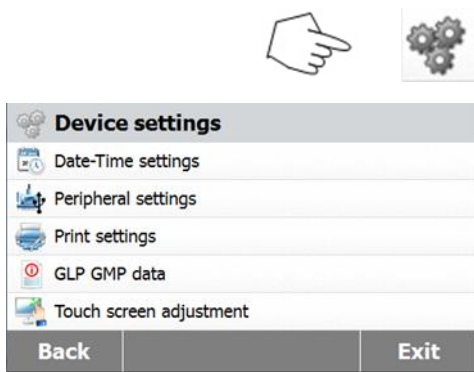 Device settings
Date-Time settings
Peripheral settings
Print settings
GLP GMP data
Touch screen adjustment
Back Exit